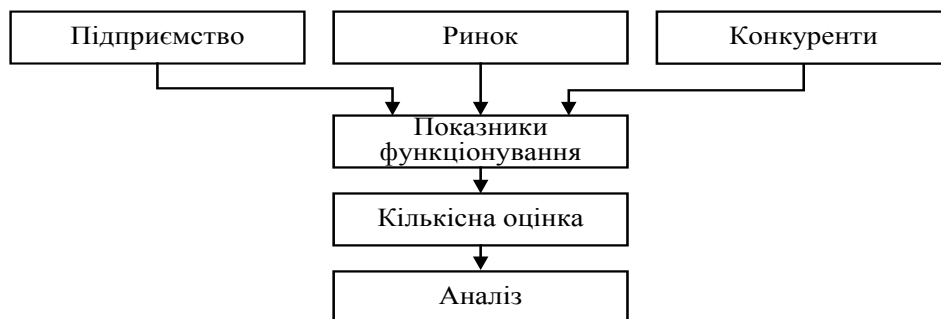 Підприємство
Ринок
Конкуренти
Показники
функціонування
Кількісна оцінка
Аналіз